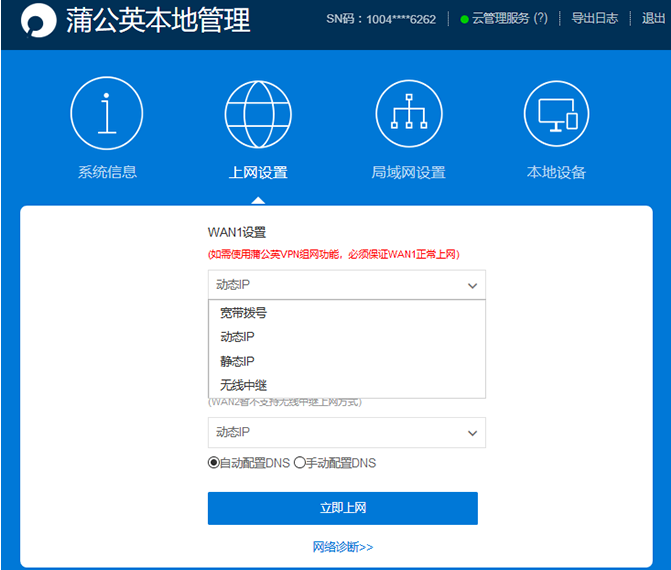 蒲公英本地管理
SN码：1004****6262 云管理服务 (?) 导出日志 退出
系统信息 上网设置 局域网设置 本地设备
WAN1设置
(如需使用蒲公英VPN组网功能，必须保证WAN1正常上网)
动态IP
宽带拨号
动态IP
静态IP
无线中继
(WAN2暂不支持无线中继上网方式)
动态IP
自动配置DNS 手动配置DNS
立即上网
网络诊断>>